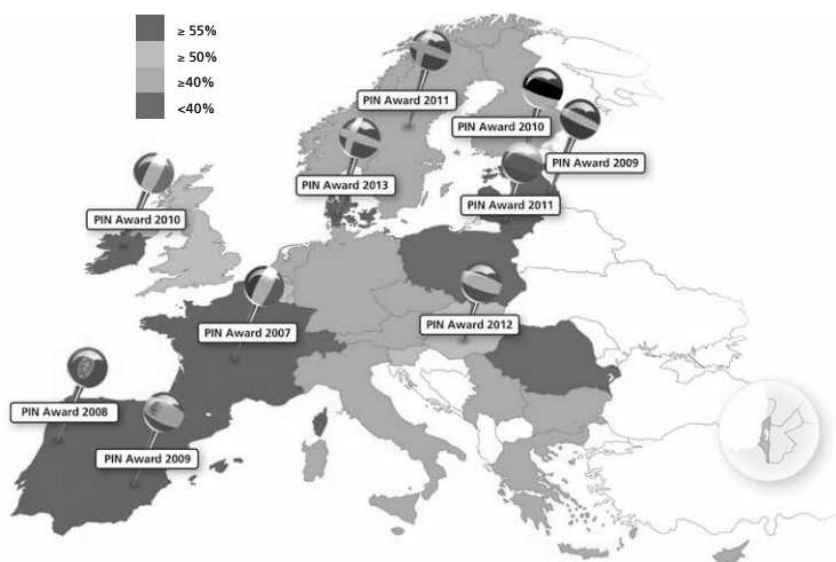 ≥ 55%
≥ 50%
≥40%
<40%
PIN Award 2011
PIN Award 2010
PIN Award 2009
PIN Award 2013
PIN Award 2011
PIN Award 2010
PIN Award 2007
PIN Award 2012
PIN Award 2008
PIN Award 2009